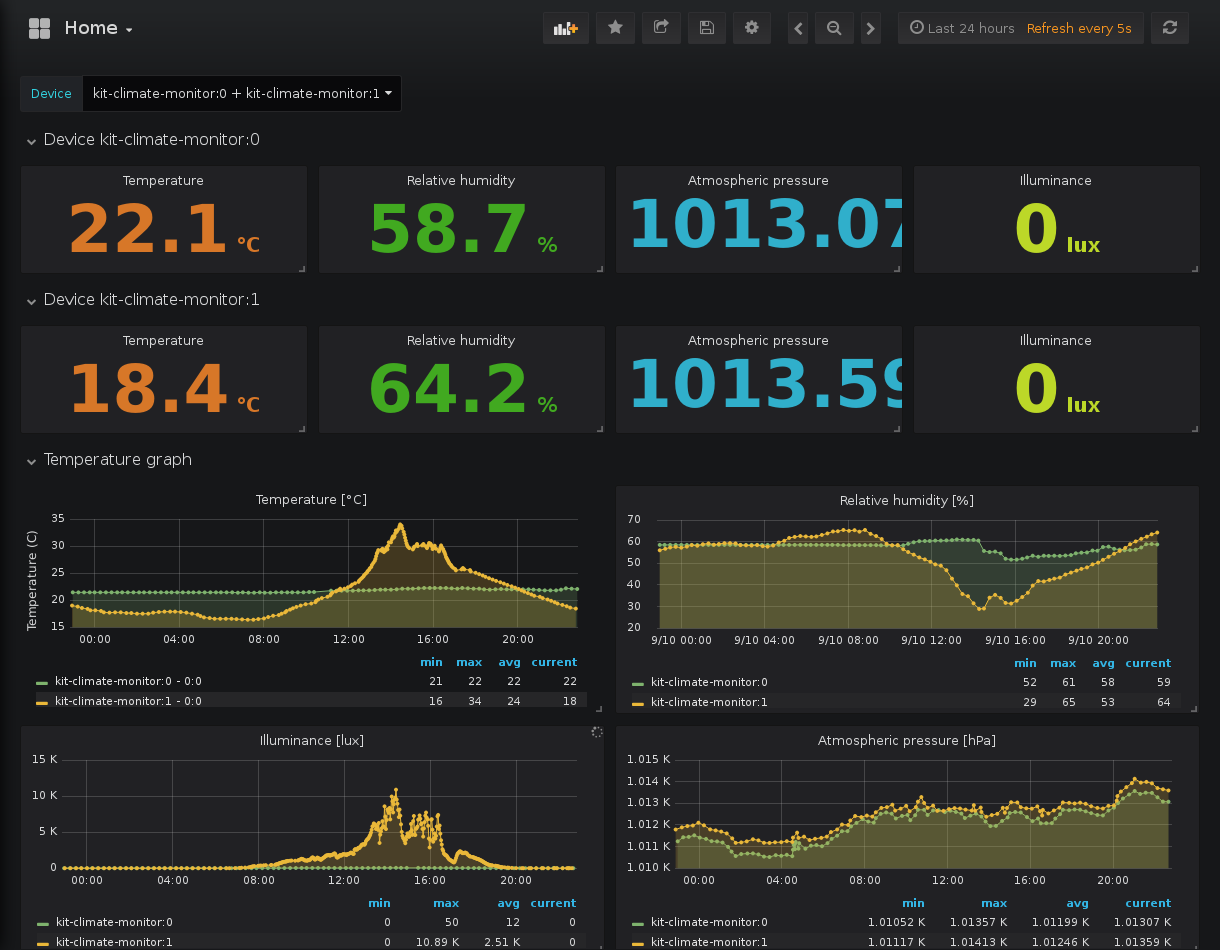 Home
Last 24 hours Refresh every 5s
Device kit-climate-monitor:0 + kit-climate-monitor:1
Device kit-climate-monitor:0
Temperature Relative humidity Atmospheric pressure Illuminance
22.1 °C 58.7 % 1013.07 0 lux
Device kit-climate-monitor:1
Temperature Relative humidity Atmospheric pressure Illuminance
18.4 °C 64.2 % 1013.59 0 lux
Temperature graph
Temperature [°C]
Temperature (C)
35
30
25
20
15
00:00 04:00 08:00 12:00 16:00 20:00
min max avg current
kit-climate-monitor:0 - 0:0 21 22 22 22
kit-climate-monitor:1 - 0:0 16 34 24 18
Relative humidity [%]
70
60
50
40
30
20
9/10 00:00 9/10 04:00 9/10 08:00 9/10 12:00 9/10 16:00 9/10 20:00
min max avg current
kit-climate-monitor:0 52 61 58 59
kit-climate-monitor:1 29 65 53 64
Illuminance [lux]
15 K
10 K
5 K
0
00:00 04:00 08:00 12:00 16:00 20:00
min max avg current
kit-climate-monitor:0 0 50 12 0
kit-climate-monitor:1 0 10.89 K 2.51 K 0
Atmospheric pressure [hPa]
1.015 K
1.014 K
1.013 K
1.012 K
1.011 K
1.010 K
00:00 04:00 08:00 12:00 16:00 20:00
min max avg current
kit-climate-monitor:0 1.01052 K 1.01357 K 1.01199 K 1.01307 K
kit-climate-monitor:1 1.01117 K 1.01413 K 1.01246 K 1.01359 K